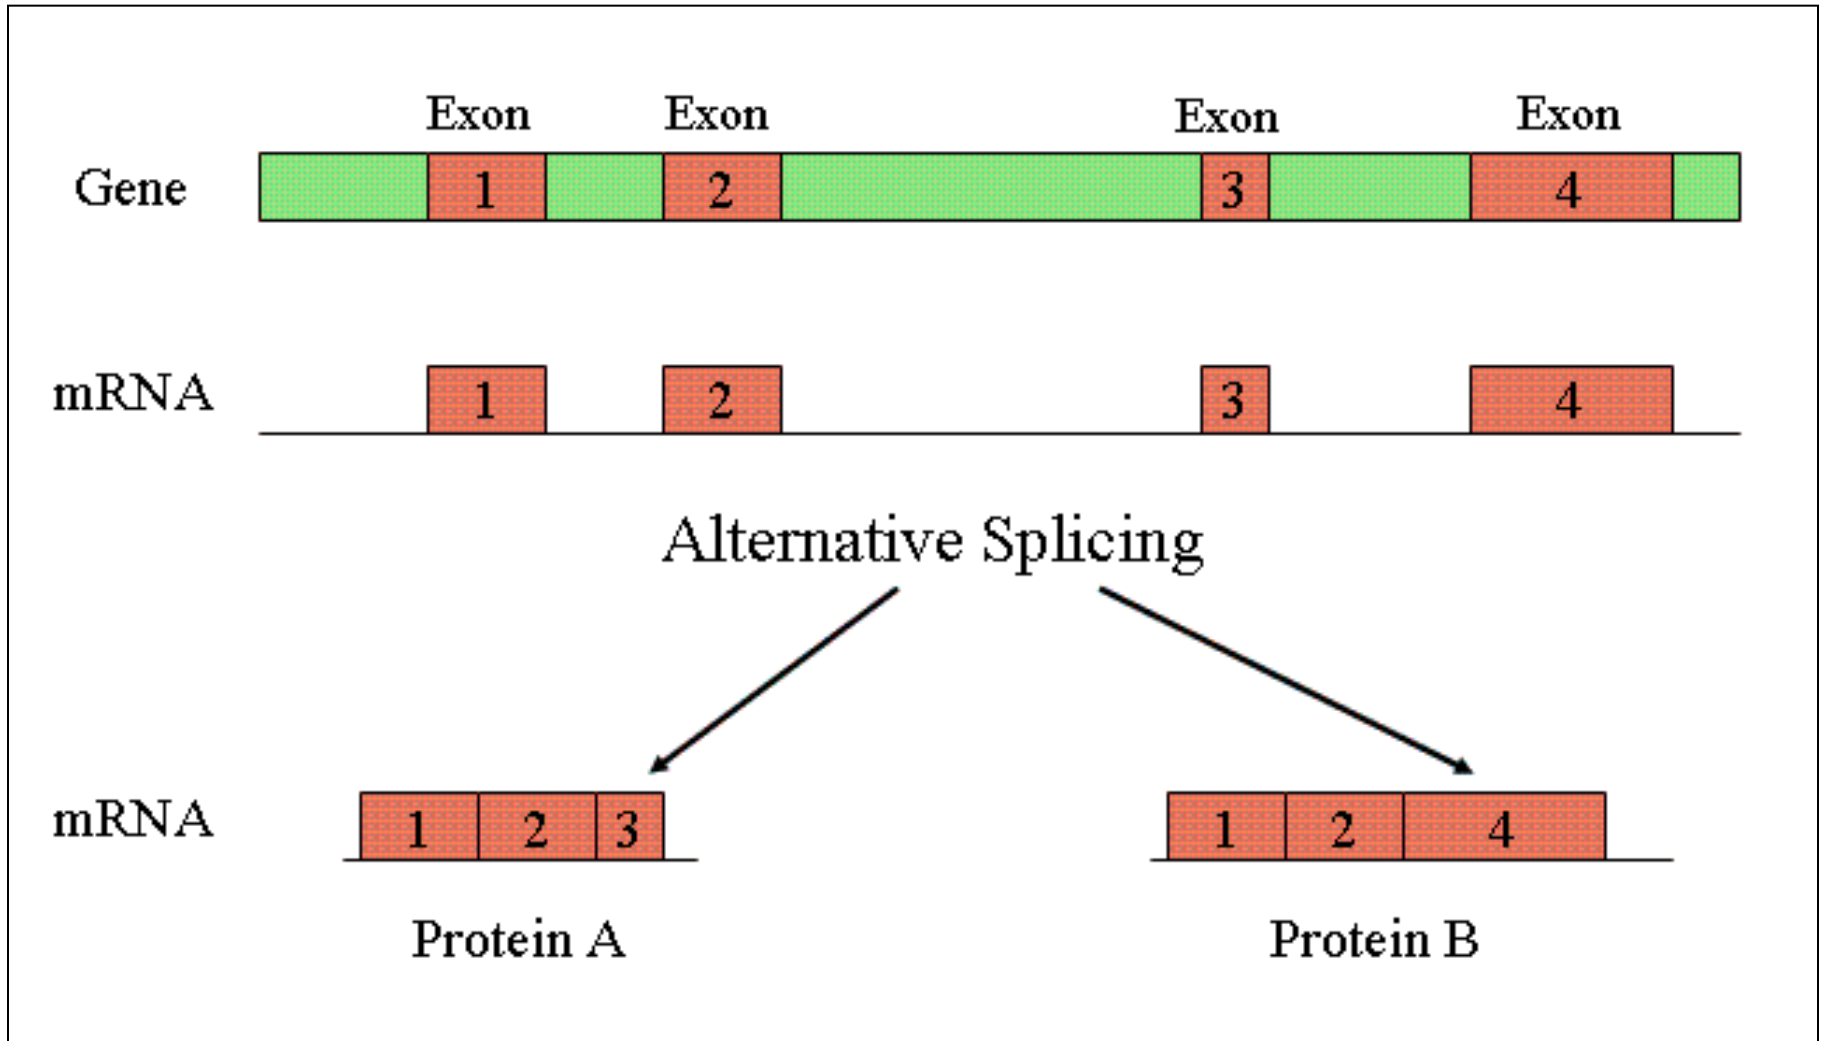 Exon Exon Exon Exon
Gene 1 2 3 4
mRNA 1 2 3 4
Alternative Splicing
mRNA 1 2 3 1 2 4
Protein A Protein B